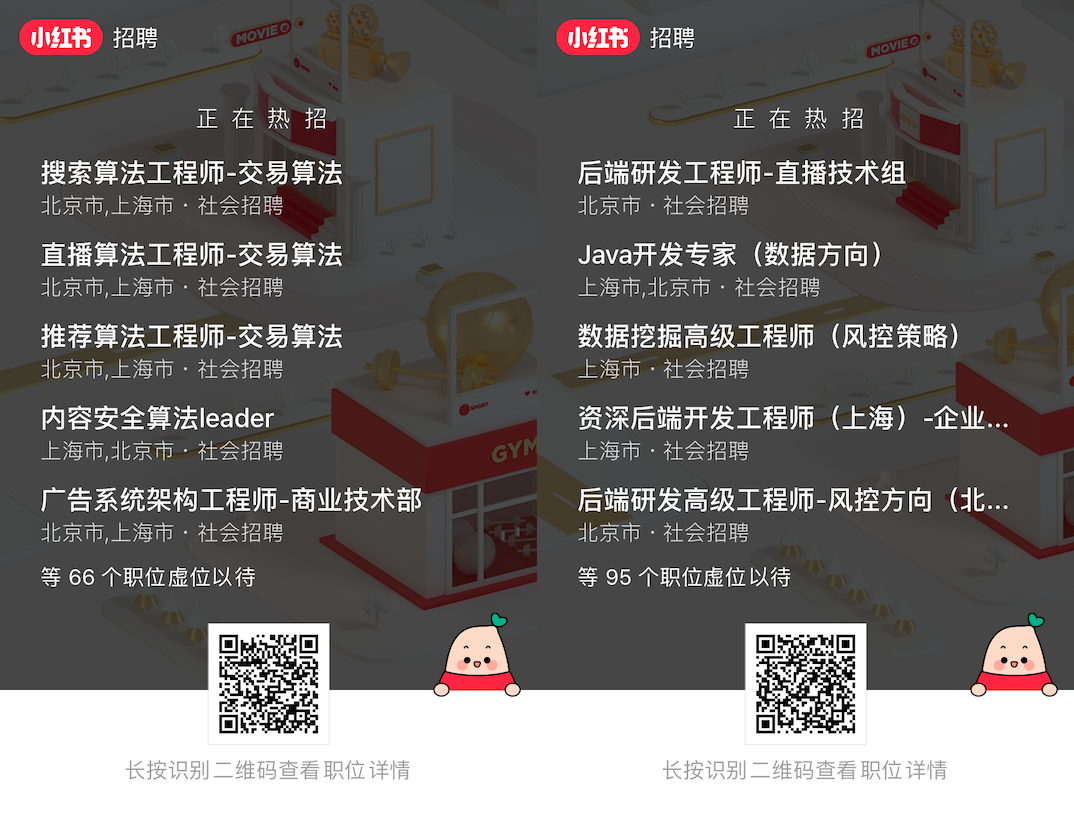 小红书 招聘
MOVIE
正在热招
搜索算法工程师-交易算法
北京市,上海市 · 社会招聘
直播算法工程师-交易算法
北京市,上海市 · 社会招聘
推荐算法工程师-交易算法
北京市,上海市 · 社会招聘
内容安全算法leader
上海市,北京市 · 社会招聘
广告系统架构工程师-商业技术部
北京市,上海市 · 社会招聘
等 66 个职位虚位以待
SPORT
GYM
长按识别二维码查看职位详情
小红书 招聘
MOVIE
正在热招
后端研发工程师-直播技术组
北京市 · 社会招聘
Java开发专家（数据方向）
上海市,北京市 · 社会招聘
数据挖掘高级工程师（风控策略）
上海市 · 社会招聘
资深后端开发工程师（上海）-企业...
上海市 · 社会招聘
后端研发高级工程师-风控方向（北...
北京市 · 社会招聘
等 95 个职位虚位以待
长按识别二维码查看职位详情